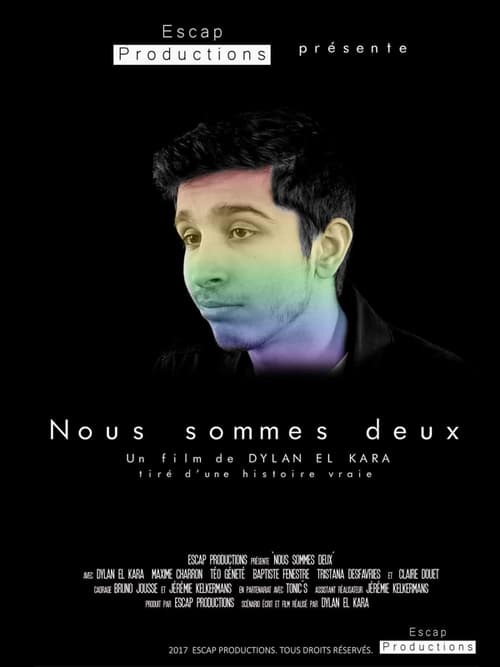 Escap
Productions présente
Nous sommes deux
Un film de DYLAN EL KARA
tiré d'une histoire vraie
ESCAP PRODUCTIONS PRÉSENTE "NOUS SOMMES DEUX"
AVEC DYLAN EL KARA MAXIME CHARRON TÉO GÉNETÉ BAPTISTE FENESTRE TRISTANA DESFAVRIES ET CLAIRE DOUET
CADRAGE BRUNO JOUSSE ET JÉRÉMIE KELKERMANS EN PARTENARIAT AVEC TONIC'S ASSISTANT RÉALISATEUR JÉRÉMIE KELKERMANS
PRODUIT PAR ESCAP PRODUCTIONS SCÉNARIO ÉCRIT ET FILM RÉALISÉ PAR DYLAN EL KARA
Escap
Productions
2017 ESCAP PRODUCTIONS. TOUS DROITS RÉSERVÉS.